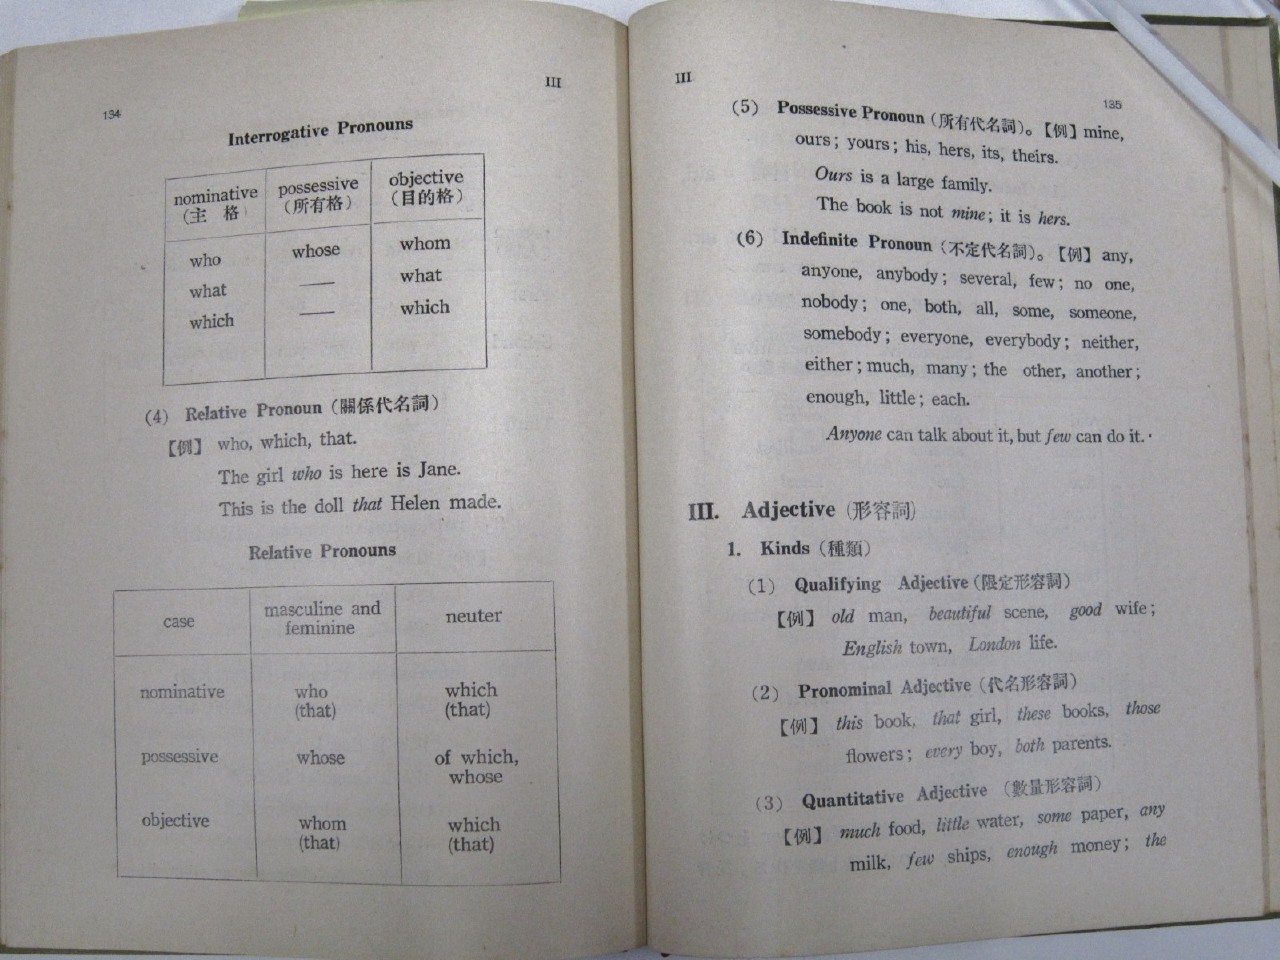 134
III
Interrogative Pronouns
nominative possessive objective
(主 格) (所有格) (目的格)
who whose whom
what —— what
which —— which
(4) Relative Pronoun (關係代名詞)
【例】 who, which, that.
The girl who is here is Jane.
This is the doll that Helen made.
Relative Pronouns
case masculine and feminine neuter
nominative who (that) which (that)
possessive whose of which, whose
objective whom (that) which (that)
III
135
(5) Possessive Pronoun (所有代名詞)。【例】 mine,
ours; yours; his, hers, its, theirs.
Ours is a large family.
The book is not mine; it is hers.
(6) Indefinite Pronoun (不定代名詞)。【例】 any,
anyone, anybody; several, few; no one,
nobody; one, both, all, some, someone,
somebody; everyone, everybody; neither,
either; much, many; the other, another;
enough, little; each.
Anyone can talk about it, but few can do it.
III. Adjective (形容詞)
1. Kinds (種類)
(1) Qualifying Adjective (限定形容詞)
【例】 old man, beautiful scene, good wife;
English town, London life.
(2) Pronominal Adjective (代名形容詞)
【例】 this book, that girl, these books, those
flowers; every boy, both parents.
(3) Quantitative Adjective (數量形容詞)
【例】 much food, little water, some paper, any
milk, few ships, enough money; the